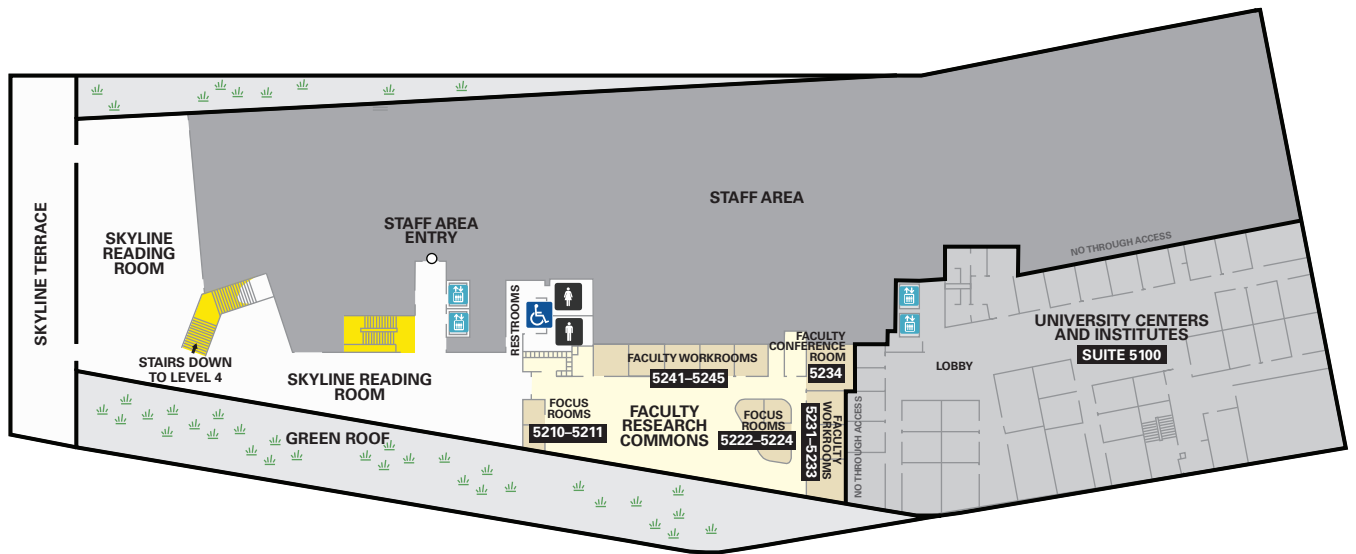 SKYLINE TERRACE
SKYLINE
READING
ROOM
STAIRS DOWN
TO LEVEL 4
STAFF AREA
ENTRY
SKYLINE READING
ROOM
GREEN ROOF
RESTROOMS
STAFF AREA
FACULTY WORKROOMS
5241–5245
FOCUS
ROOMS
5210–5211
FACULTY
RESEARCH
COMMONS
FOCUS
ROOMS
5222–5224
FACULTY
CONFERENCE
ROOM
5234
FACULTY
WORKROOMS
5231–5233
NO THROUGH ACCESS
NO THROUGH ACCESS
LOBBY
UNIVERSITY CENTERS
AND INSTITUTES
SUITE 5100